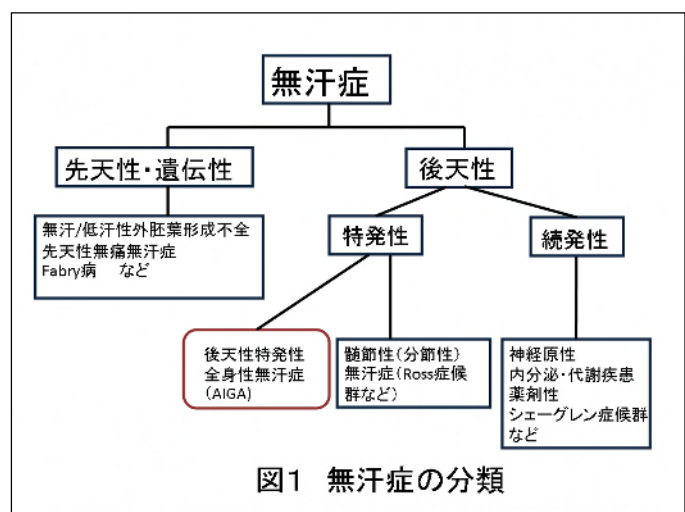 無汗症
先天性・遺伝性
後天性
無汗/低汗性外胚葉形成不全
先天性無痛無汗症
Fabry病 など
特発性
続発性
後天性特発性
全身性無汗症
(AIGA)
髄節性(分節性)
無汗症(Ross症候
群など)
神経原性
内分泌・代謝疾患
薬剤性
シェーグレン症候群
など
図1 無汗症の分類